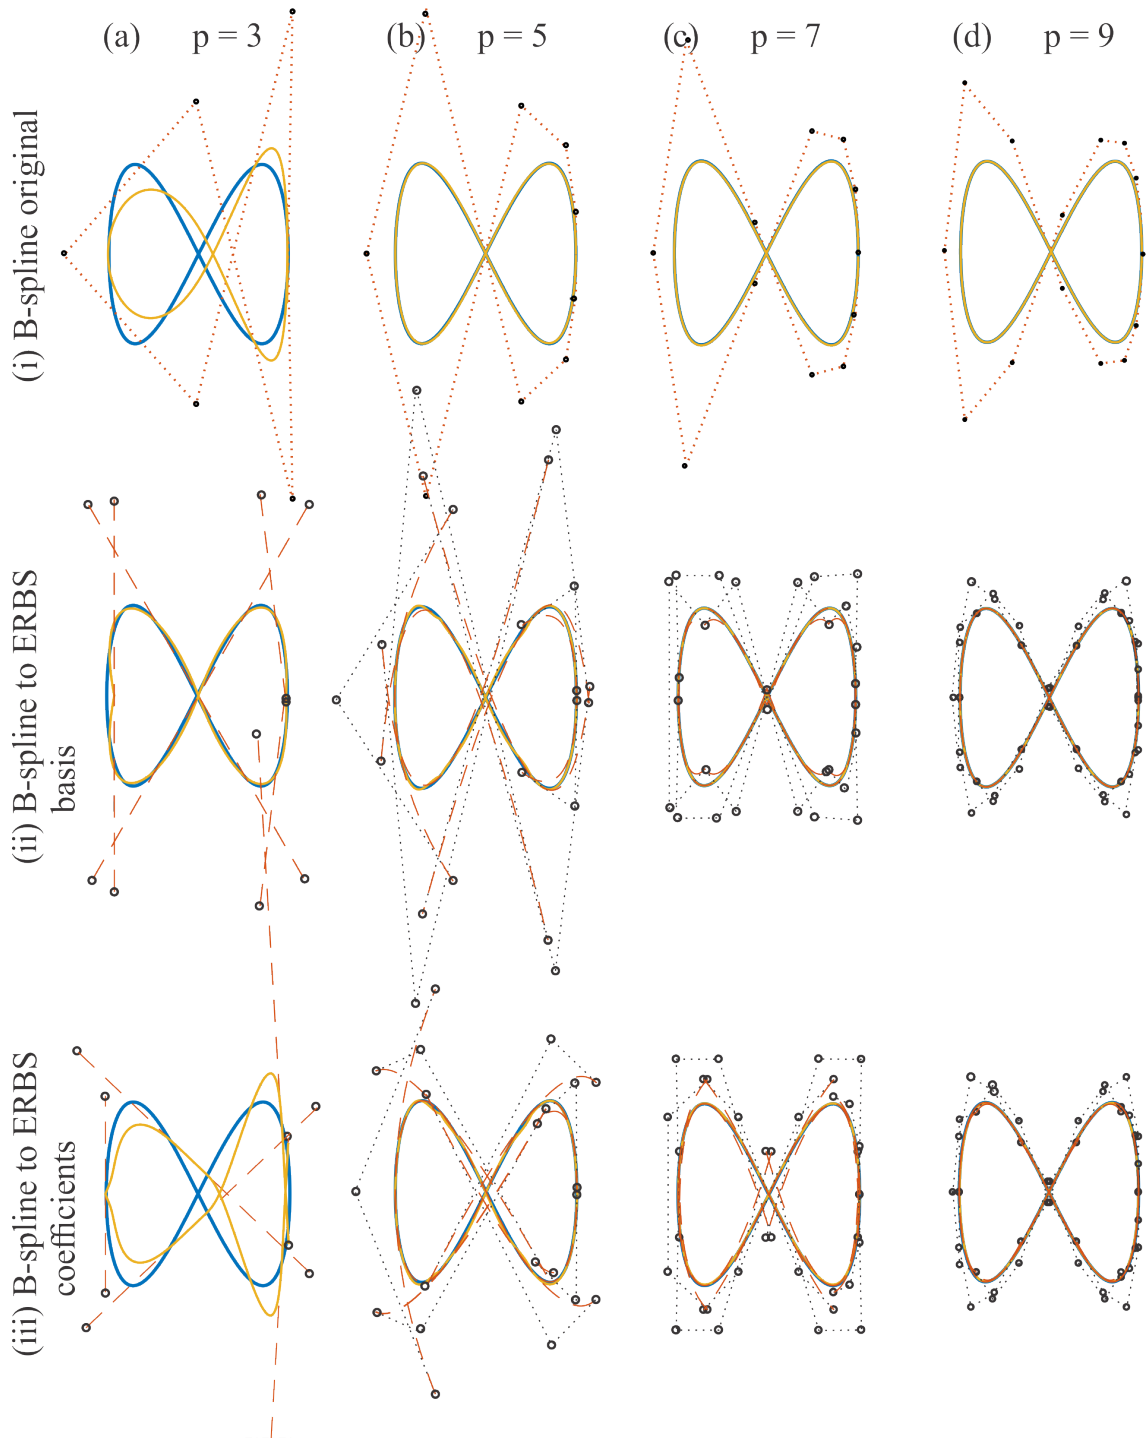 (a) p = 3
(b) p = 5
(c) p = 7
(d) p = 9
(i) B-spline original
(ii) B-spline to ERBS
basis
(iii) B-spline to ERBS
coefficients